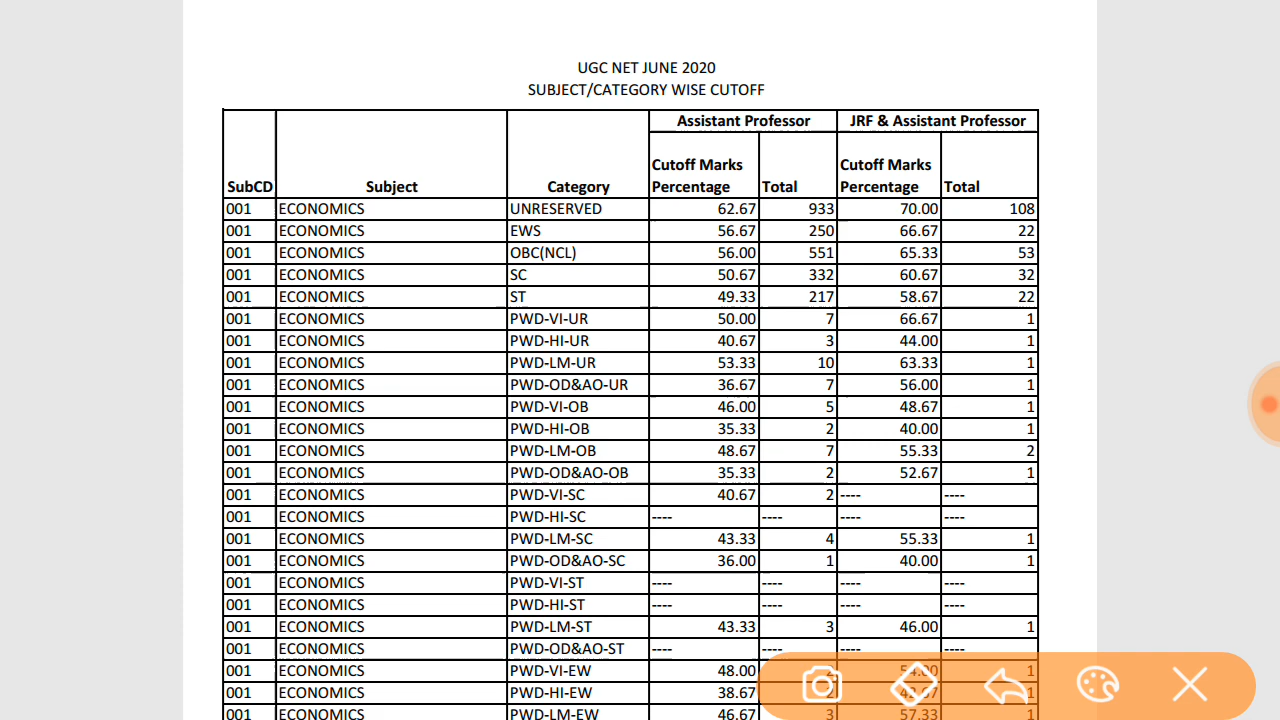 UGC NET JUNE 2020
SUBJECT/CATEGORY WISE CUTOFF
Assistant Professor JRF & Assistant Professor
SubCD Subject Category Cutoff Marks Percentage Total Cutoff Marks Percentage Total
001 ECONOMICS UNRESERVED 62.67 933 70.00 108
001 ECONOMICS EWS 56.67 250 66.67 22
001 ECONOMICS OBC(NCL) 56.00 551 65.33 53
001 ECONOMICS SC 50.67 332 60.67 32
001 ECONOMICS ST 49.33 217 58.67 22
001 ECONOMICS PWD-VI-UR 50.00 7 66.67 1
001 ECONOMICS PWD-HI-UR 40.67 3 44.00 1
001 ECONOMICS PWD-LM-UR 53.33 10 63.33 1
001 ECONOMICS PWD-OD&AO-UR 36.67 7 56.00 1
001 ECONOMICS PWD-VI-OB 46.00 5 48.67 1
001 ECONOMICS PWD-HI-OB 35.33 2 40.00 1
001 ECONOMICS PWD-LM-OB 48.67 7 55.33 2
001 ECONOMICS PWD-OD&AO-OB 35.33 2 52.67 1
001 ECONOMICS PWD-VI-SC 40.67 2 ---- ----
001 ECONOMICS PWD-HI-SC ---- ---- ---- ----
001 ECONOMICS PWD-LM-SC 43.33 4 55.33 1
001 ECONOMICS PWD-OD&AO-SC 36.00 1 40.00 1
001 ECONOMICS PWD-VI-ST ---- ---- ---- ----
001 ECONOMICS PWD-HI-ST ---- ---- ---- ----
001 ECONOMICS PWD-LM-ST 43.33 3 46.00 1
001 ECONOMICS PWD-OD&AO-ST ---- ---- ---- ----
001 ECONOMICS PWD-VI-EW 48.00 54.00 1
001 ECONOMICS PWD-HI-EW 38.67 2 1
001 ECONOMICS PWD-LM-EW 46.67 3 57.33 1